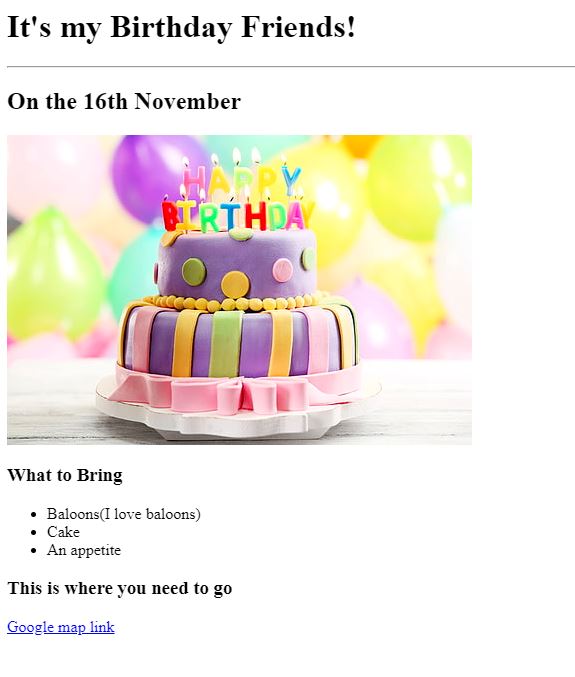 It's my Birthday Friends!
On the 16th November
HAPPY
BIRTHDAY
What to Bring
Baloons(I love baloons)
Cake
An appetite
This is where you need to go
Google map link